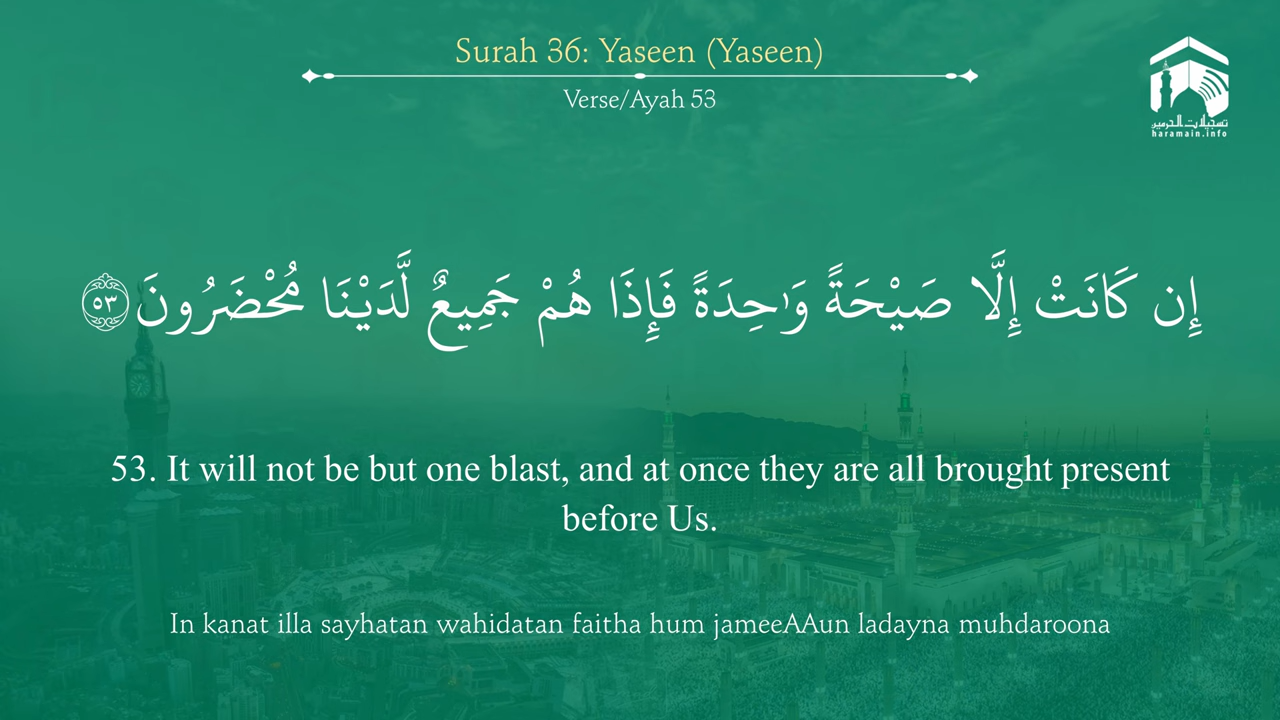 Surah 36: Yaseen (Yaseen)
Verse/Ayah 53
تسجيلات الحرمين
haramain.info
إِن كَانَتْ إِلَّا صَيْحَةً وَٰحِدَةً فَإِذَا هُمْ جَمِيعٌ لَّدَيْنَا مُحْضَرُونَ ٥٣
53. It will not be but one blast, and at once they are all brought present
before Us.
In kanat illa sayhatan wahidatan faitha hum jameeAAun ladayna muhdaroona